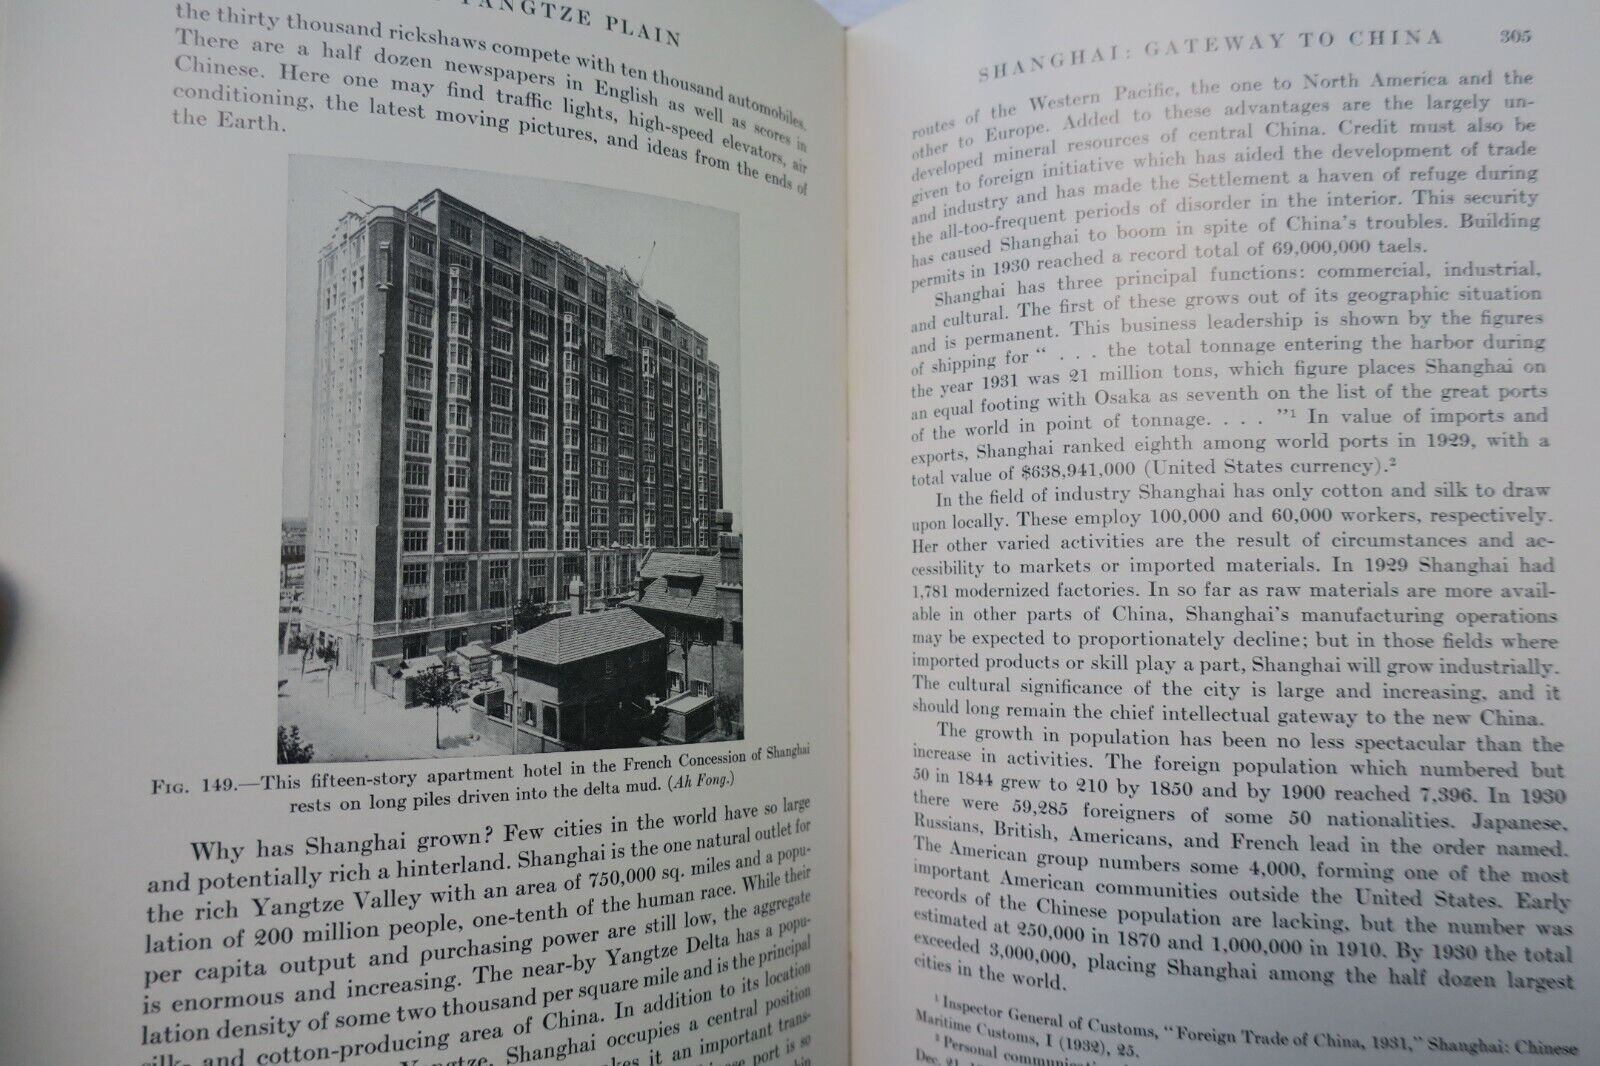 YANGTZE PLAIN
the thirty thousand rickshaws compete with ten thousand automobiles.
There are a half dozen newspapers in English as well as scores in
Chinese. Here one may find traffic lights, high-speed elevators, air
conditioning, the latest moving pictures, and ideas from the ends of
the Earth.
FIG. 149.—This fifteen-story apartment hotel in the French Concession of Shanghai
rests on long piles driven into the delta mud. (Ah Fong.)
Why has Shanghai grown? Few cities in the world have so large
and potentially rich a hinterland. Shanghai is the one natural outlet for
the rich Yangtze Valley with an area of 750,000 sq. miles and a popu-
lation of 200 million people, one-tenth of the human race. While their
per capita output and purchasing power are still low, the aggregate
is enormous and increasing. The near-by Yangtze Delta has a popu-
lation density of some two thousand per square mile and is the principal
silk- and cotton-producing area of China. In addition to its location
Yangtze, Shanghai occupies a central position
makes it an important trans-
port is so
SHANGHAI: GATEWAY TO CHINA 305
routes of the Western Pacific, the one to North America and the
other to Europe. Added to these advantages are the largely un-
developed mineral resources of central China. Credit must also be
given to foreign initiative which has aided the development of trade
and industry and has made the Settlement a haven of refuge during
the all-too-frequent periods of disorder in the interior. This security
has caused Shanghai to boom in spite of China's troubles. Building
permits in 1930 reached a record total of 69,000,000 taels.
Shanghai has three principal functions: commercial, industrial,
and cultural. The first of these grows out of its geographic situation
and is permanent. This business leadership is shown by the figures
of shipping for " . . . the total tonnage entering the harbor during
the year 1931 was 21 million tons, which figure places Shanghai on
an equal footing with Osaka as seventh on the list of the great ports
of the world in point of tonnage. . . . "¹ In value of imports and
exports, Shanghai ranked eighth among world ports in 1929, with a
total value of $638,941,000 (United States currency).²
In the field of industry Shanghai has only cotton and silk to draw
upon locally. These employ 100,000 and 60,000 workers, respectively.
Her other varied activities are the result of circumstances and ac-
cessibility to markets or imported materials. In 1929 Shanghai had
1,781 modernized factories. In so far as raw materials are more avail-
able in other parts of China, Shanghai's manufacturing operations
may be expected to proportionately decline; but in those fields where
imported products or skill play a part, Shanghai will grow industrially.
The cultural significance of the city is large and increasing, and it
should long remain the chief intellectual gateway to the new China.
The growth in population has been no less spectacular than the
increase in activities. The foreign population which numbered but
50 in 1844 grew to 210 by 1850 and by 1900 reached 7,396. In 1930
there were 59,285 foreigners of some 50 nationalities. Japanese,
Russians, British, Americans, and French lead in the order named.
The American group numbers some 4,000, forming one of the most
important American communities outside the United States. Early
records of the Chinese population are lacking, but the number was
estimated at 250,000 in 1870 and 1,000,000 in 1910. By 1930 the total
exceeded 3,000,000, placing Shanghai among the half dozen largest
cities in the world.
¹ Inspector General of Customs, "Foreign Trade of China, 1931," Shanghai: Chinese
Maritime Customs, I (1932), 25.
² Personal
Dec. 21,